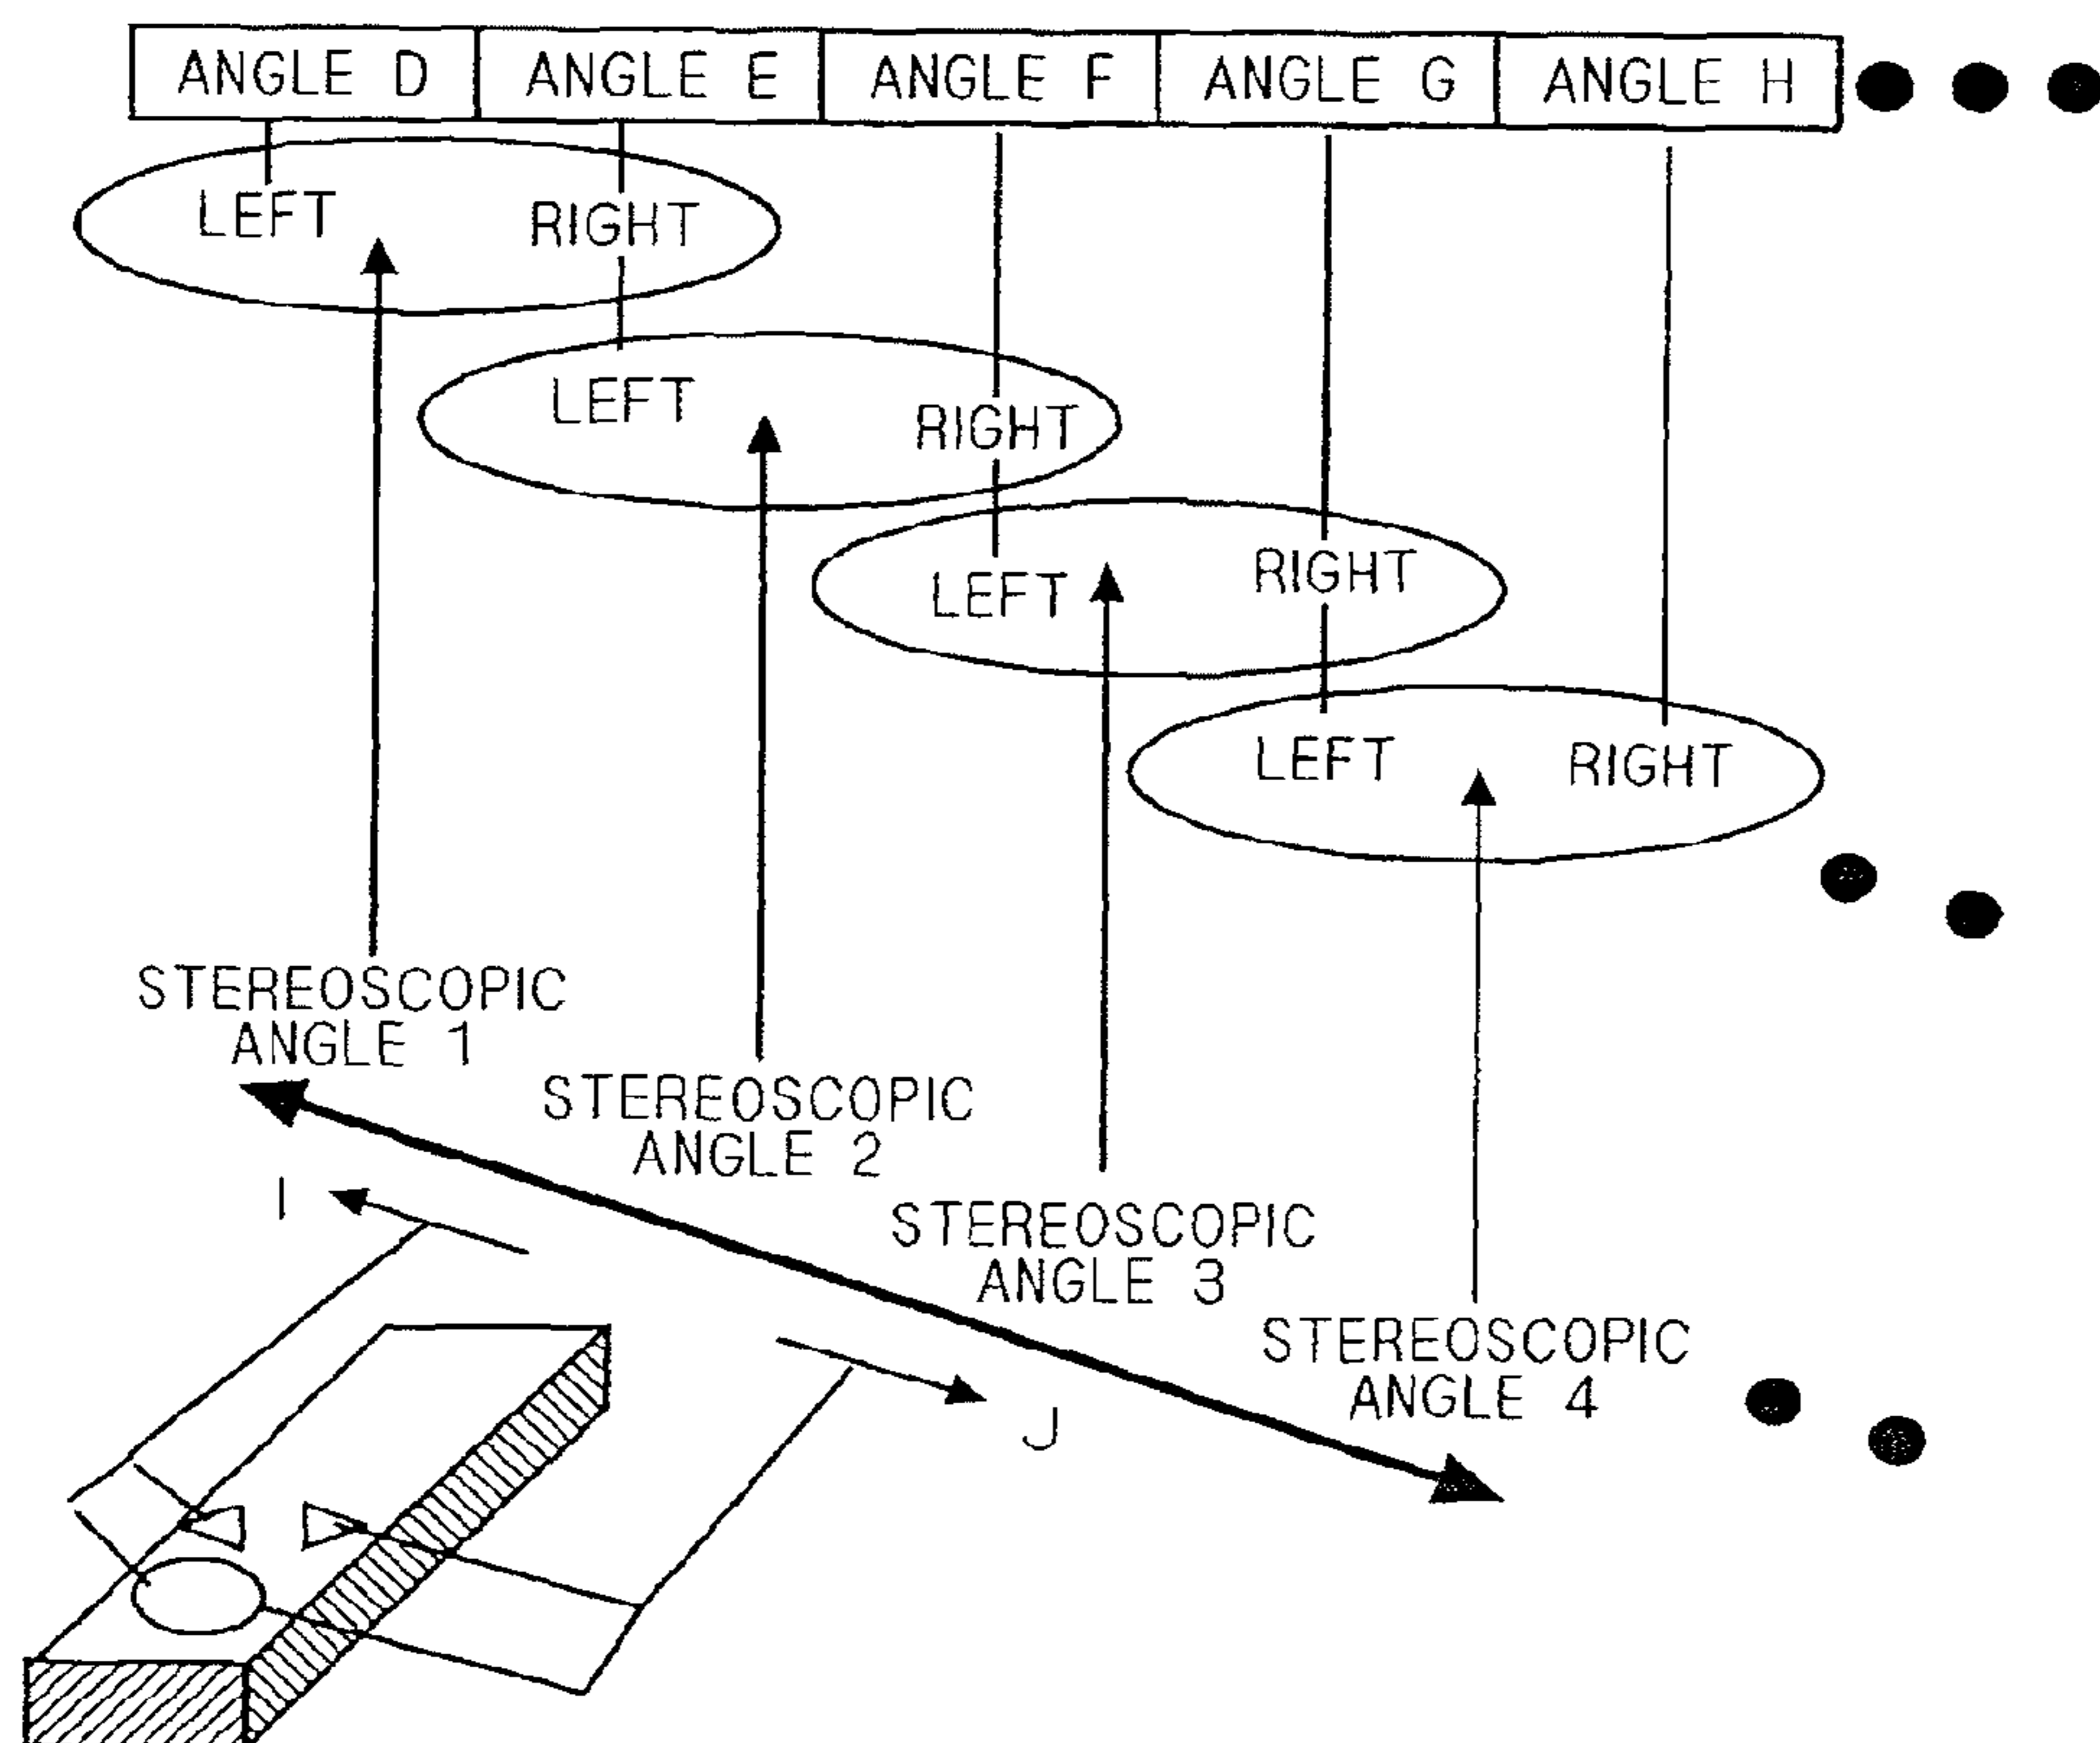 ANGLE D ANGLE E ANGLE F ANGLE G ANGLE H
LEFT RIGHT
LEFT RIGHT
LEFT RIGHT
LEFT RIGHT
STEREOSCOPIC
ANGLE 1
STEREOSCOPIC
ANGLE 2
STEREOSCOPIC
ANGLE 3
STEREOSCOPIC
ANGLE 4
I
J